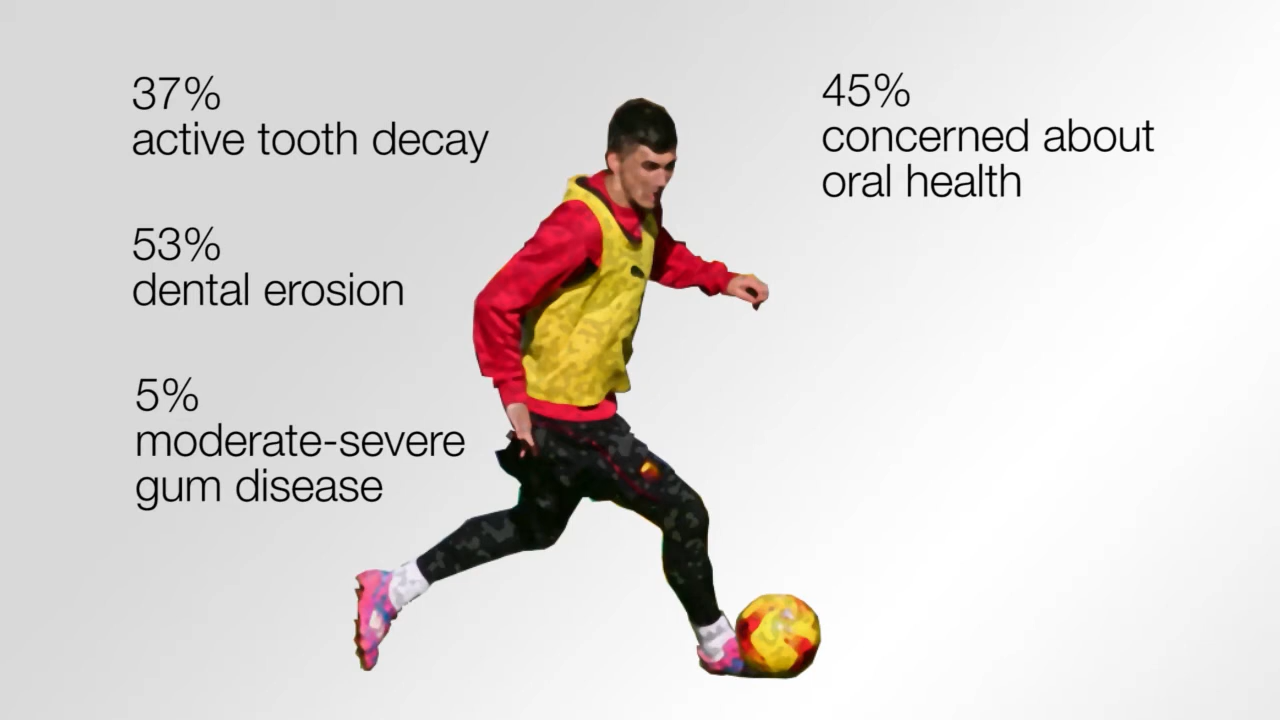 37%
active tooth decay
53%
dental erosion
5%
moderate-severe
gum disease
45%
concerned about
oral health